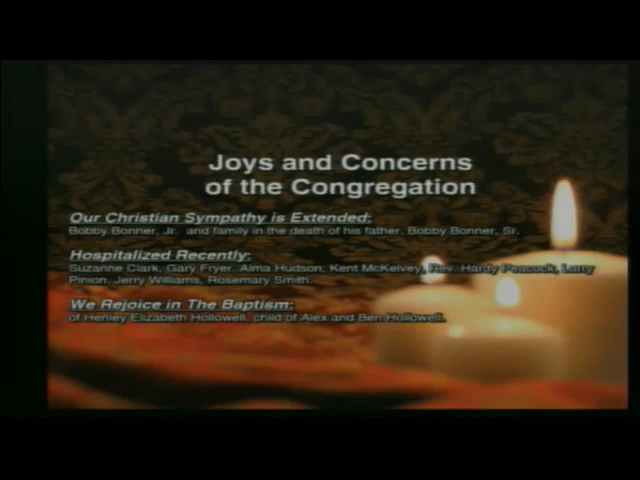 Joys and Concerns
of the Congregation
Our Christian Sympathy is Extended:
Bobby Bonner, Jr. and family in the death of his father, Bobby Bonner, Sr.
Hospitalized Recently:
Suzanne Clark, Gary Fryer, Alma Hudson, Kent McKelvey, Rev. Hardy Peacock, Larry
Pinion, Jerry Williams, Rosemary Smith.
We Rejoice in The Baptism:
of Henley Elizabeth Hollowell, child of Alex and Ben Hollowell.